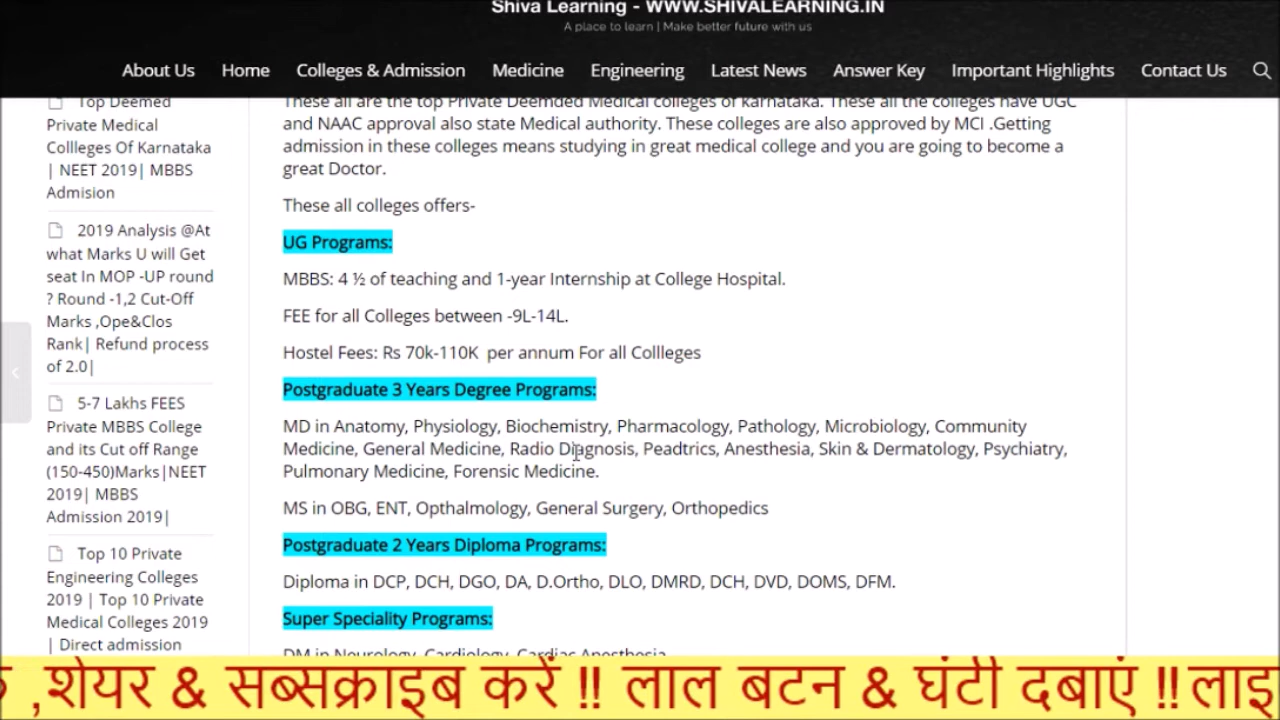 Shiva Learning - WWW.SHIVALEARNING.IN
A place to learn | Make better future with us
About Us Home Colleges & Admission Medicine Engineering Latest News Answer Key Important Highlights Contact Us
Top Deemed
Private Medical
Collleges Of Karnataka
| NEET 2019| MBBS
Admision
2019 Analysis @At
what Marks U will Get
seat In MOP -UP round
? Round -1,2 Cut-Off
Marks ,Ope&Clos
Rank| Refund process
of 2.0|
5-7 Lakhs FEES
Private MBBS College
and its Cut off Range
(150-450)Marks|NEET
2019| MBBS
Admission 2019|
Top 10 Private
Engineering Colleges
2019 | Top 10 Private
Medical Colleges 2019
| Direct admission
These all are the top Private Deemded Medical colleges of karnataka. These all the colleges have UGC
and NAAC approval also state Medical authority. These colleges are also approved by MCI .Getting
admission in these colleges means studying in great medical college and you are going to become a
great Doctor.
These all colleges offers-
UG Programs:
MBBS: 4 ½ of teaching and 1-year Internship at College Hospital.
FEE for all Colleges between -9L-14L.
Hostel Fees: Rs 70k-110K per annum For all Collleges
Postgraduate 3 Years Degree Programs:
MD in Anatomy, Physiology, Biochemistry, Pharmacology, Pathology, Microbiology, Community
Medicine, General Medicine, Radio Diagnosis, Peadtrics, Anesthesia, Skin & Dermatology, Psychiatry,
Pulmonary Medicine, Forensic Medicine.
MS in OBG, ENT, Opthalmology, General Surgery, Orthopedics
Postgraduate 2 Years Diploma Programs:
Diploma in DCP, DCH, DGO, DA, D.Ortho, DLO, DMRD, DCH, DVD, DOMS, DFM.
Super Speciality Programs:
DM in Neurology, Cardiology, Cardiac Anesthesia
,शेयर & सब्सक्राइब करें !! लाल बटन & घंटी दबाएं !!